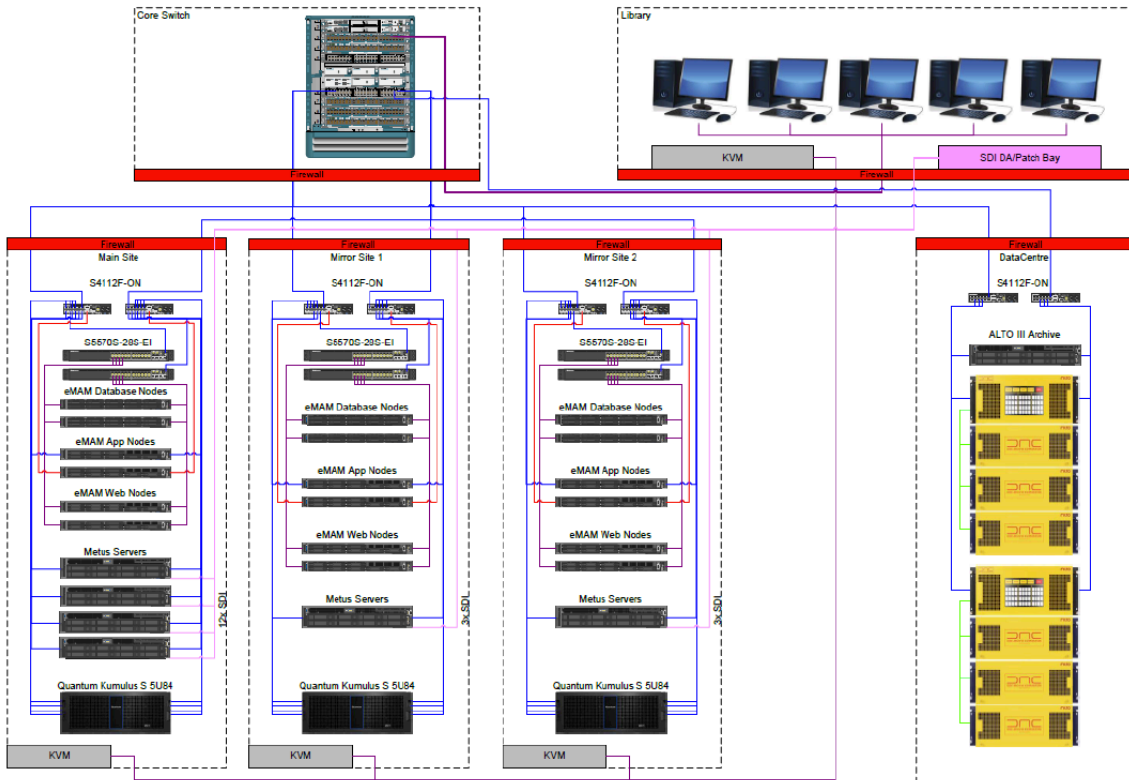 Core Switch
Library
KVM
SDI DA/Patch Bay
Firewall
Firewall
Firewall
Main Site
S4112F-ON
S5570S-28S-EI
eMAM Database Nodes
eMAM App Nodes
eMAM Web Nodes
Metus Servers
12x SDI
Quantum Kumulus S 5U84
KVM
Firewall
Mirror Site 1
S4112F-ON
S5570S-28S-EI
eMAM Database Nodes
eMAM App Nodes
eMAM Web Nodes
Metus Servers
3x SDI
Quantum Kumulus S 5U84
KVM
Firewall
Mirror Site 2
S4112F-ON
S5570S-28S-EI
eMAM Database Nodes
eMAM App Nodes
eMAM Web Nodes
Metus Servers
3x SDI
Quantum Kumulus S 5U84
KVM
Firewall
DataCentre
S4112F-ON
ALTO III Archive